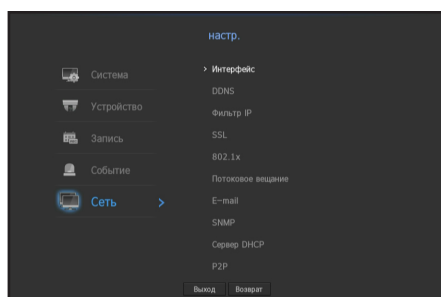 настр.
Система
Устройство
Запись
Событие
Сеть >
> Интерфейс
DDNS
Фильтр IP
SSL
802.1x
Потоковое вещание
E-mail
SNMP
Сервер DHCP
P2P
Выход Возврат